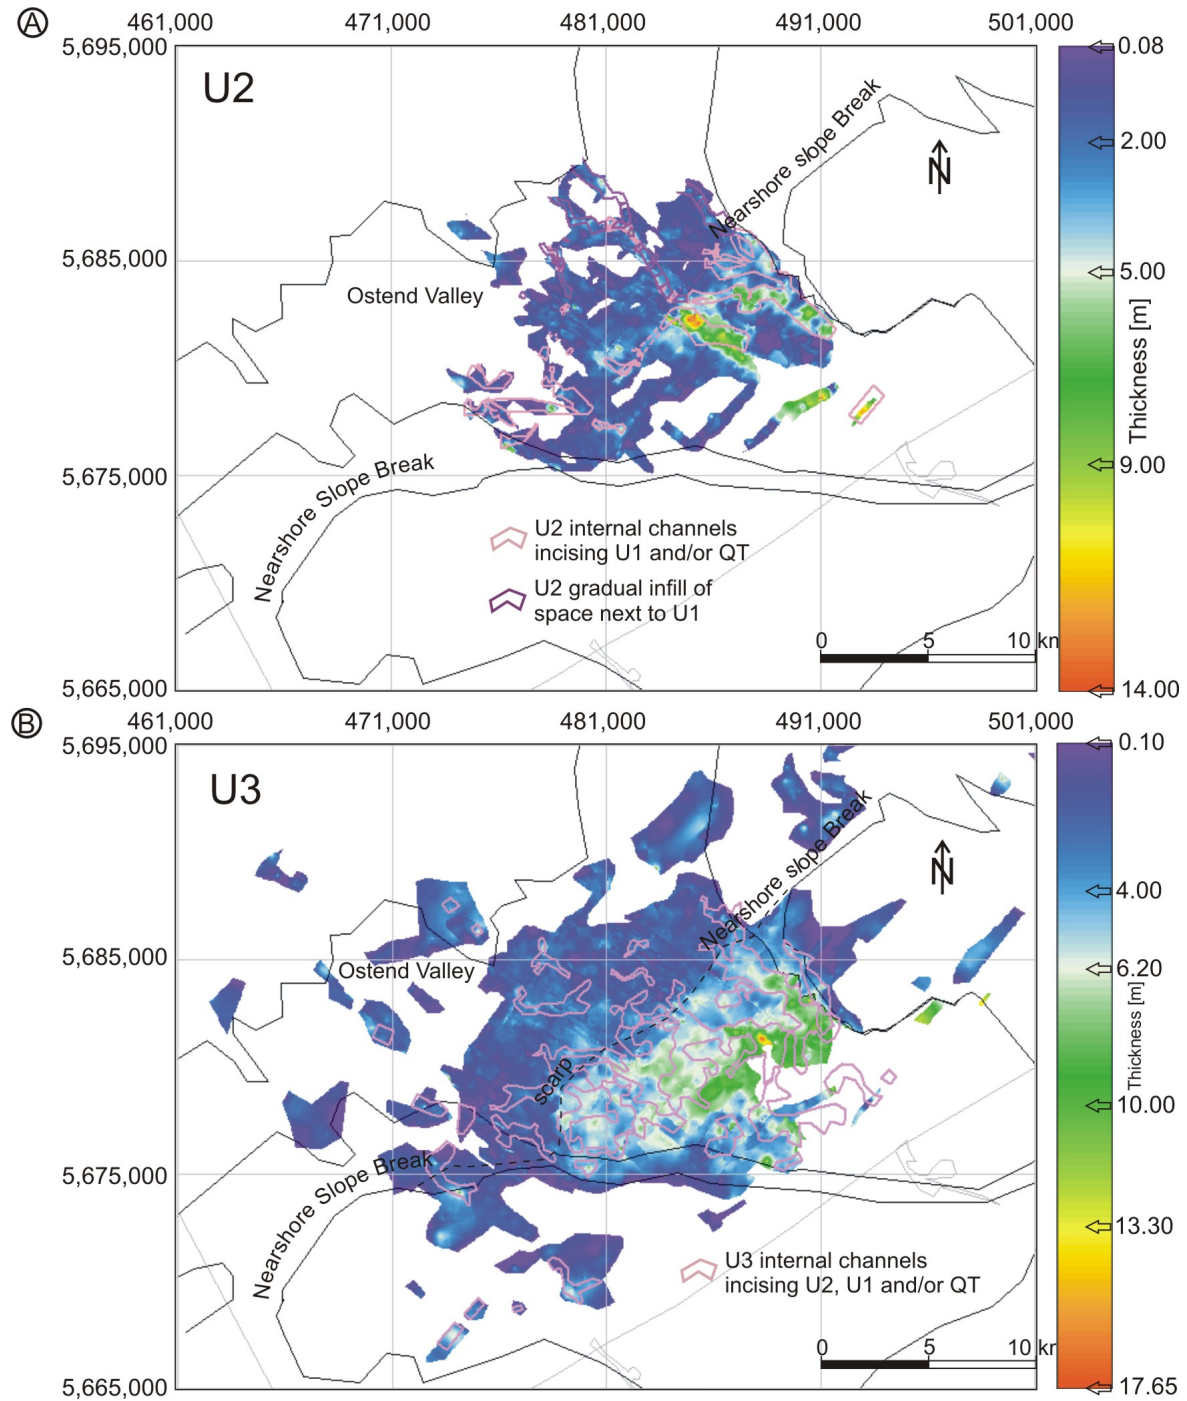 A
461,000 471,000 481,000 491,000 501,000
5,695,000
U2
Nearshore slope Break
N
0.08
2.00
5,685,000
Ostend Valley
5.00
Thickness [m]
9.00
5,675,000
Nearshore Slope Break
U2 internal channels
incising U1 and/or QT
U2 gradual infill of
space next to U1
0 5 10 km
5,665,000
14.00
B
461,000 471,000 481,000 491,000 501,000
5,695,000
U3
Nearshore slope Break
N
0.10
4.00
5,685,000
Ostend Valley
6.20
Thickness [m]
scarp
10.00
5,675,000
Nearshore Slope Break
13.30
U3 internal channels
incising U2, U1 and/or QT
0 5 10 kr
5,665,000
17.65